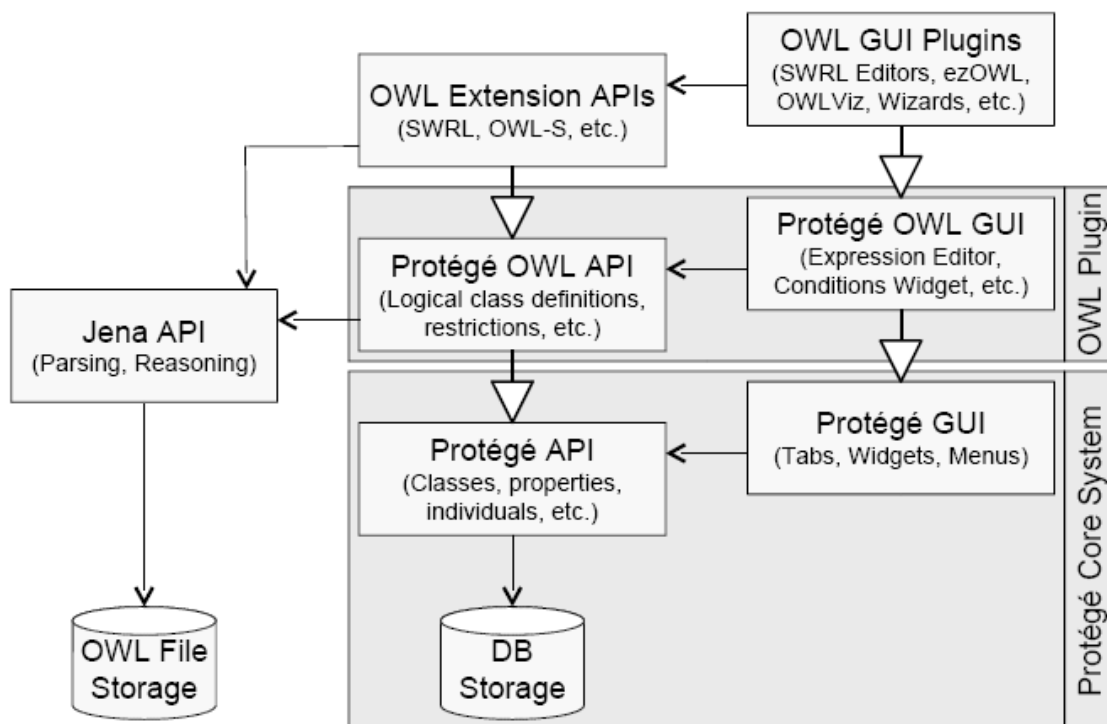 OWL GUI Plugins
(SWRL Editors, ezOWL,
OWLViz, Wizards, etc.)
OWL Extension APIs
(SWRL, OWL-S, etc.)
Protégé OWL GUI
(Expression Editor,
Conditions Widget, etc.)
OWL Plugin
Protégé OWL API
(Logical class definitions,
restrictions, etc.)
Jena API
(Parsing, Reasoning)
Protégé GUI
(Tabs, Widgets, Menus)
Protégé API
(Classes, properties,
individuals, etc.)
Protégé Core System
OWL File
Storage
DB
Storage